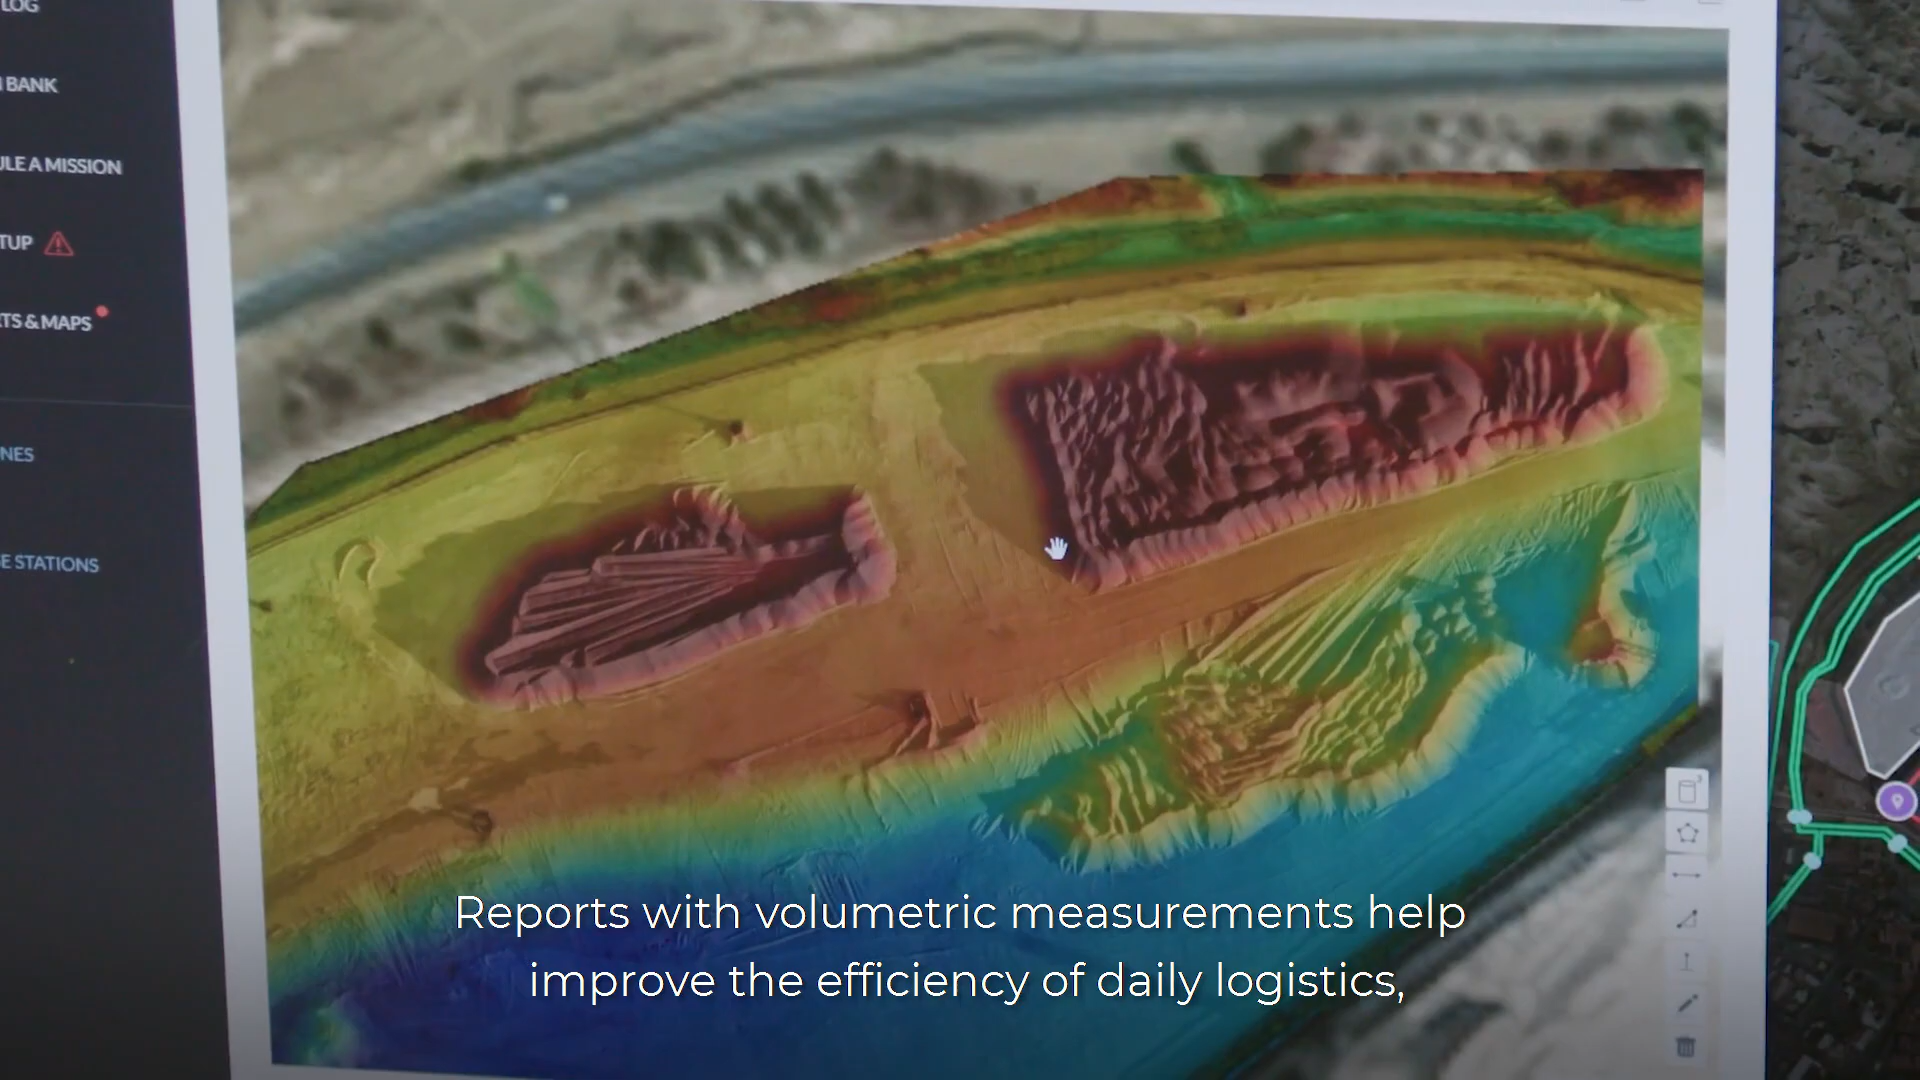 LOG
BANK
ULE A MISSION
TUP
TS & MAPS
NES
E STATIONS
Reports with volumetric measurements help
improve the efficiency of daily logistics,